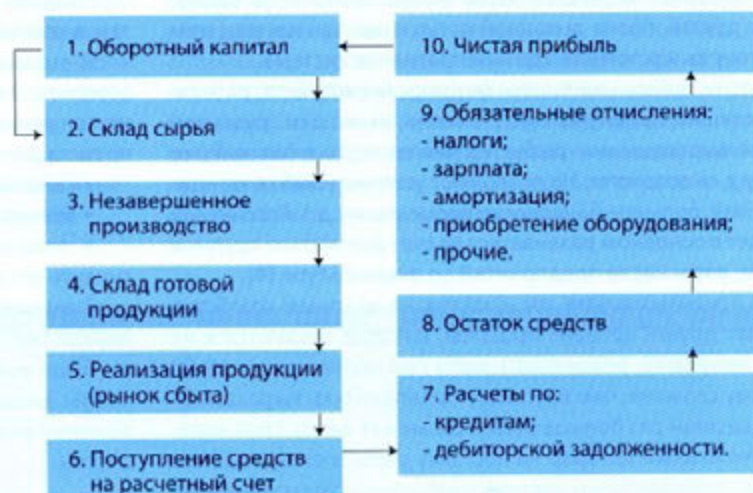 1. Оборотный капитал
2. Склад сырья
3. Незавершенное
производство
4. Склад готовой
продукции
5. Реализация продукции
(рынок сбыта)
6. Поступление средств
на расчетный счет
7. Расчеты по:
- кредитам;
- дебиторской задолженности.
8. Остаток средств
9. Обязательные отчисления:
- налоги;
- зарплата;
- амортизация;
- приобретение оборудования;
- прочие.
10. Чистая прибыль